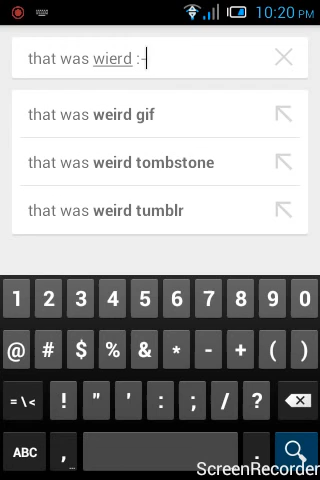 10:20 PM
that was wierd :-
that was weird gif
that was weird tombstone
that was weird tumblr
1 2 3 4 5 6 7 8 9 0
@ # $ % & * - + ( )
= \ < ! " ' : ; / ?
ABC , ... .
ScreenRecorder